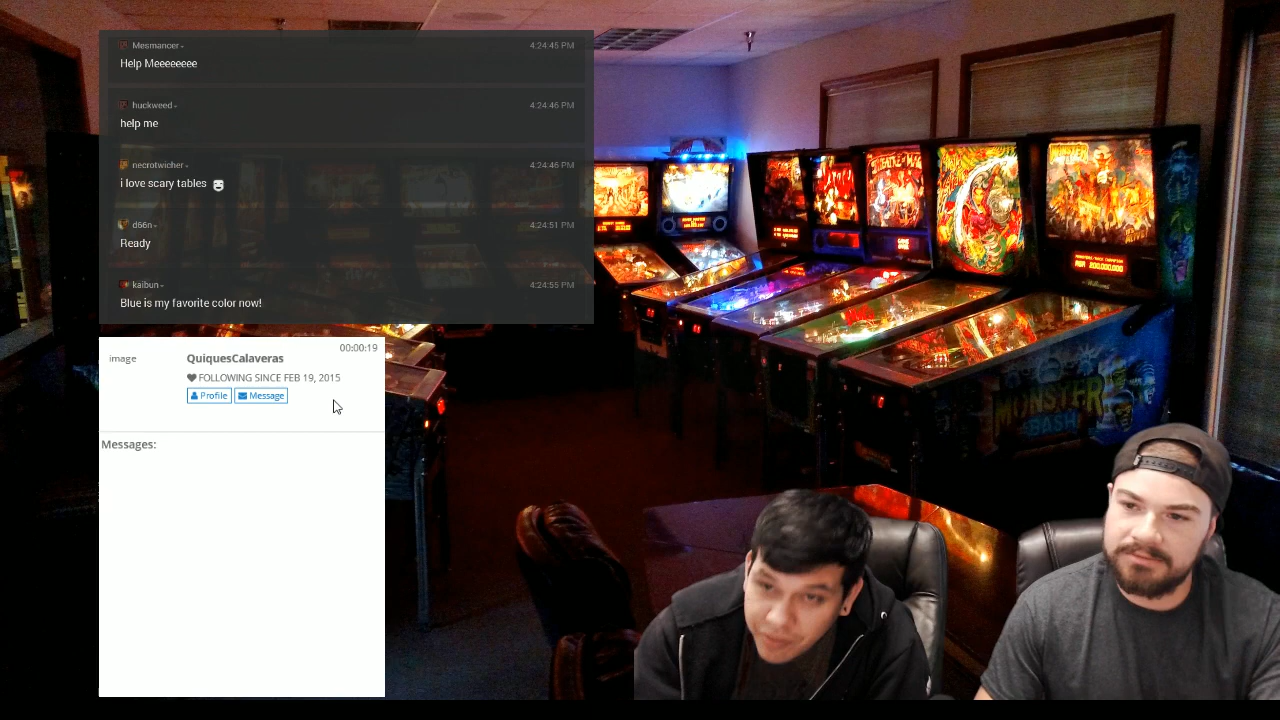 Mesmancer
4:24:45 PM
Help Meeeeeeee
huckweed
4:24:46 PM
help me
necrotwicher
4:24:46 PM
i love scary tables
d66n
4:24:51 PM
Ready
kaibun
4:24:55 PM
Blue is my favorite color now!
00:00:19
image
QuiquesCalaveras
FOLLOWING SINCE FEB 19, 2015
Profile
Message
Messages:
MONSTER
BASH